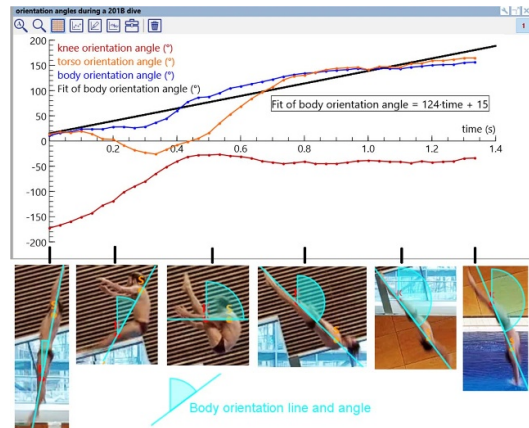 orientation angles during a 201B dive
1
200
150
100
50
0
-50
-100
-150
-200
knee orientation angle (°)
torso orientation angle (°)
body orientation angle (°)
Fit of body orientation angle (°)
Fit of body orientation angle = 124·time + 15
time (s)
0.2 0.4 0.6 0.8 1.0 1.2 1.4
Body orientation line and angle